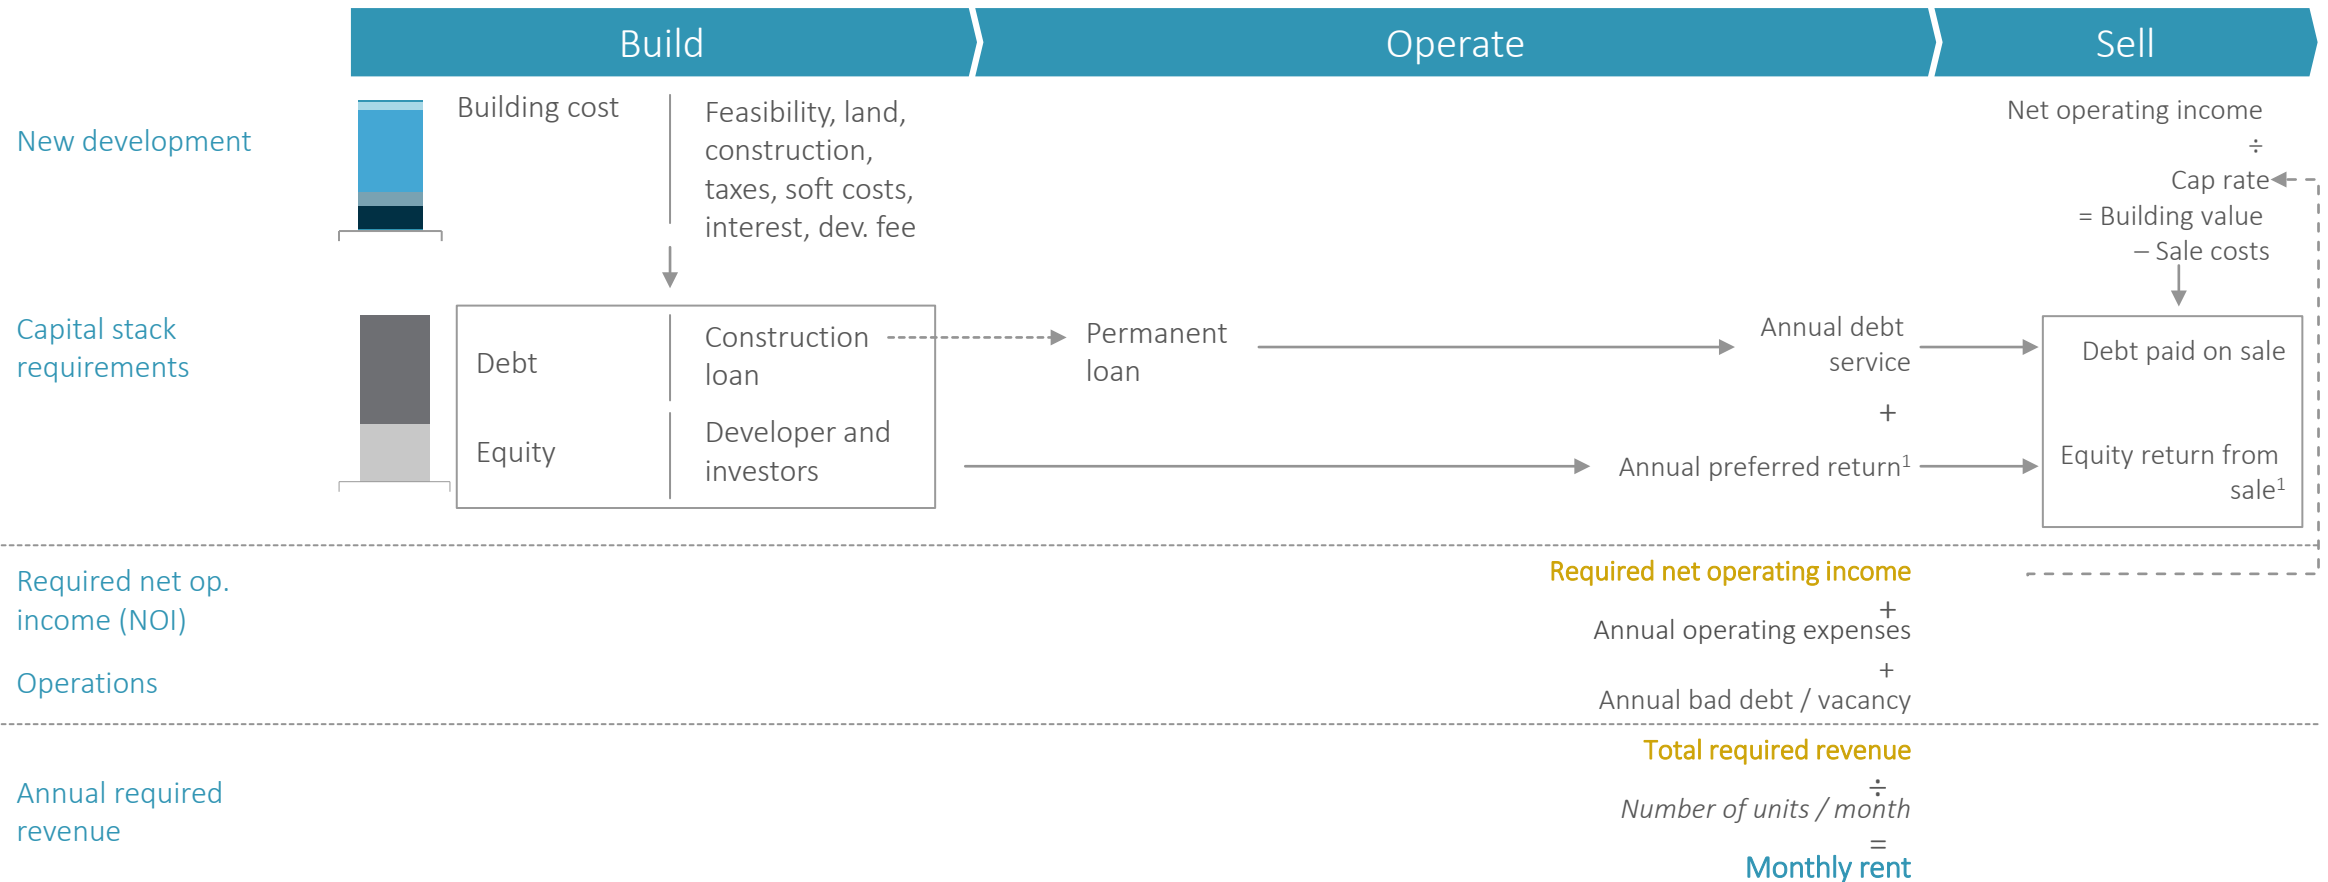 Build
Operate
Sell
New development
Building cost
Feasibility, land,
construction,
taxes, soft costs,
interest, dev. fee
Net operating income
÷
Cap rate
= Building value
– Sale costs
Capital stack
requirements
Debt
Construction
loan
Permanent
loan
Annual debt
service
Debt paid on sale
+
Equity
Developer and
investors
Annual preferred return¹
Equity return from
sale¹
Required net op.
income (NOI)
Required net operating income
+
Annual operating expenses
Operations
+
Annual bad debt / vacancy
Annual required
revenue
Total required revenue
÷
Number of units / month
=
Monthly rent